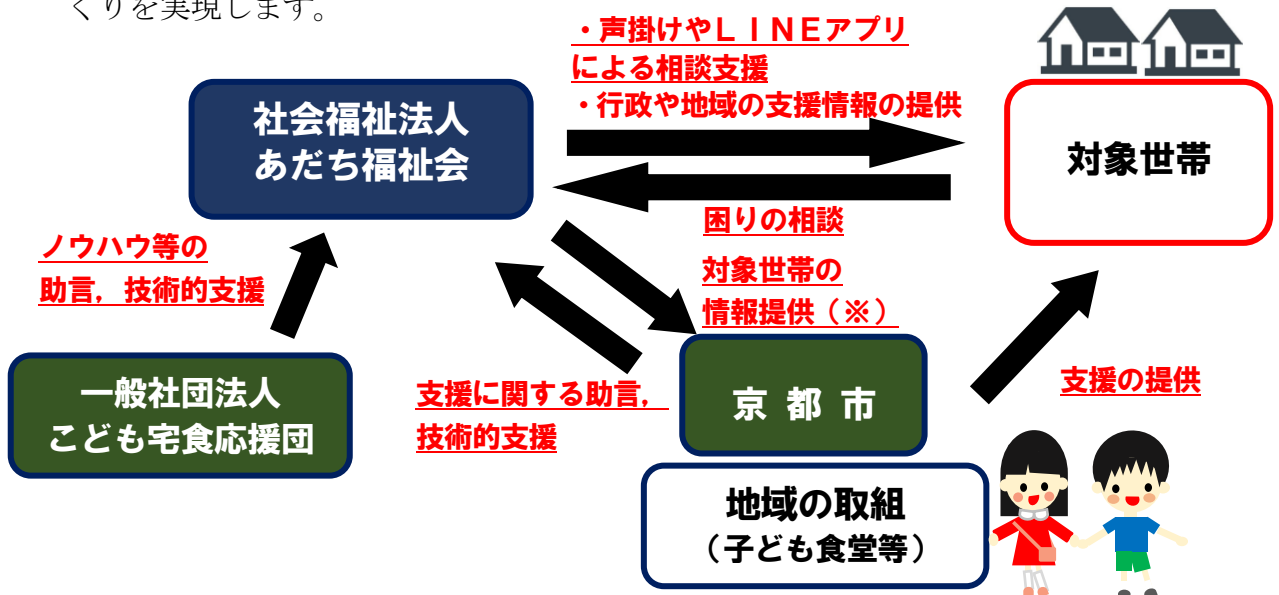 くりを実現します。
・声掛けやＬＩＮＥアプリ
による相談支援
・行政や地域の支援情報の提供
社会福祉法人
あだち福祉会
対象世帯
困りの相談
ノウハウ等の
助言，技術的支援
対象世帯の
情報提供（※）
一般社団法人
こども宅食応援団
支援に関する助言，
技術的支援
京都市
支援の提供
地域の取組
（子ども食堂等）